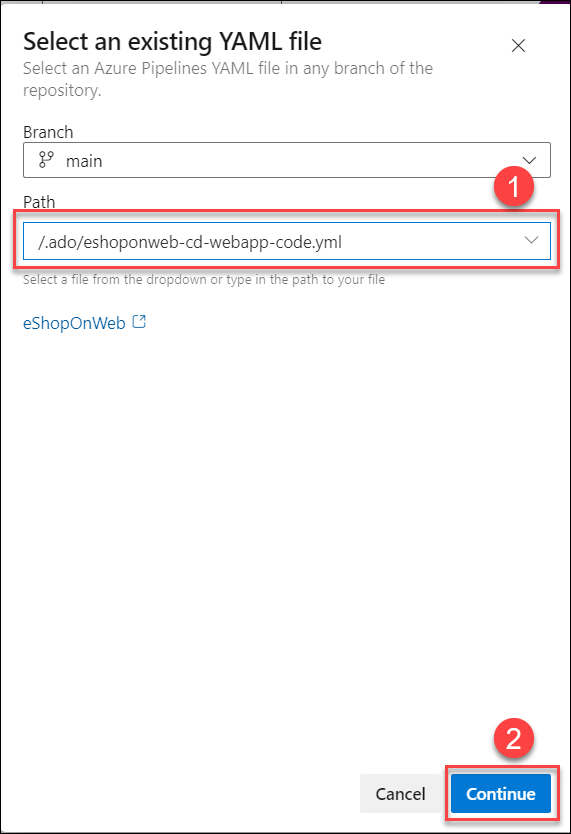 Select an existing YAML file
Select an Azure Pipelines YAML file in any branch of the
repository.
Branch
main
1
Path
/.ado/eshoponweb-cd-webapp-code.yml
Select a file from the dropdown or type in the path to your file
eShopOnWeb
2
Cancel
Continue